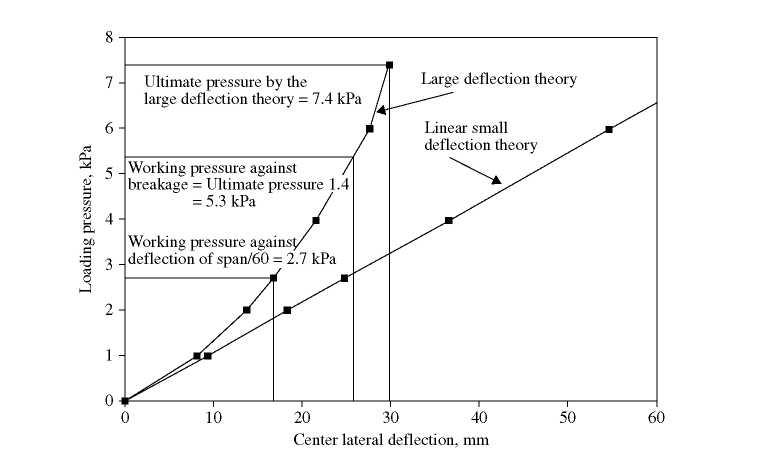 8
7
6
5
4
3
2
1
0
Loading pressure, kPa
Ultimate pressure by the
large deflection theory = 7.4 kPa
Working pressure against
breakage = Ultimate pressure 1.4
= 5.3 kPa
Working pressure against
deflection of span/60 = 2.7 kPa
Large deflection theory
Linear small
deflection theory
0 10 20 30 40 50 60
Center lateral deflection, mm